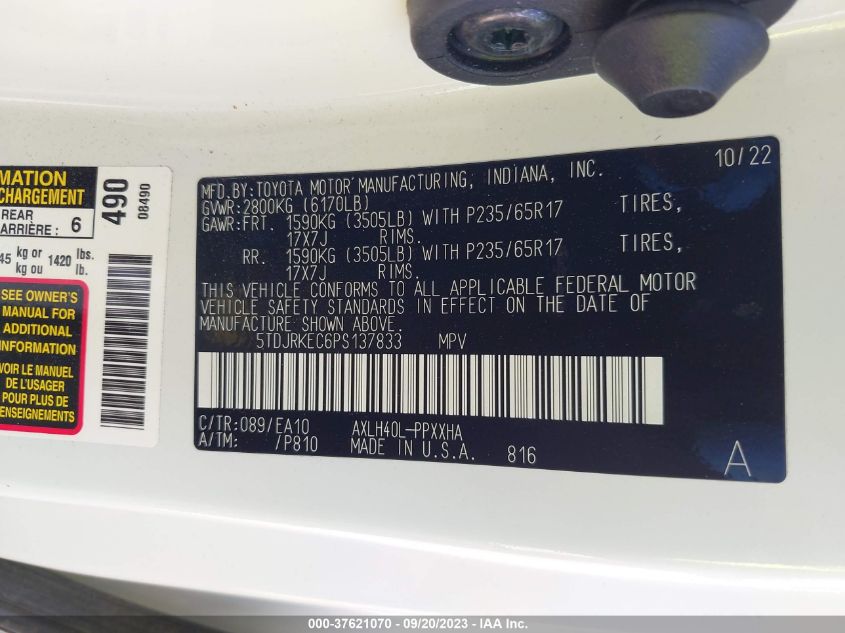 MATION
CHARGEMENT
REAR
ARRIÈRE: 6
45 kg or 1420 lbs.
kg ou lb.
490
08490
SEE OWNER'S
MANUAL FOR
ADDITIONAL
INFORMATION
VOIR LE MANUEL
DE L'USAGER
POUR PLUS DE
RENSEIGNEMENTS
MFD.BY:TOYOTA MOTOR MANUFACTURING, INDIANA, INC. 10/22
GVWR:2800KG (6170LB)
GAWR:FRT. 1590KG (3505LB) WITH P235/65R17 TIRES,
17X7J RIMS.
RR. 1590KG (3505LB) WITH P235/65R17 TIRES,
17X7J RIMS.
THIS VEHICLE CONFORMS TO ALL APPLICABLE FEDERAL MOTOR
VEHICLE SAFETY STANDARDS IN EFFECT ON THE DATE OF
MANUFACTURE SHOWN ABOVE.
5TDJRKEC6PS137833 MPV
C/TR:089/EA10 AXLH40L-PPXXHA
A/TM: /P810 MADE IN U.S.A. 816
A
000-37621070 - 09/20/2023 - IAA Inc.